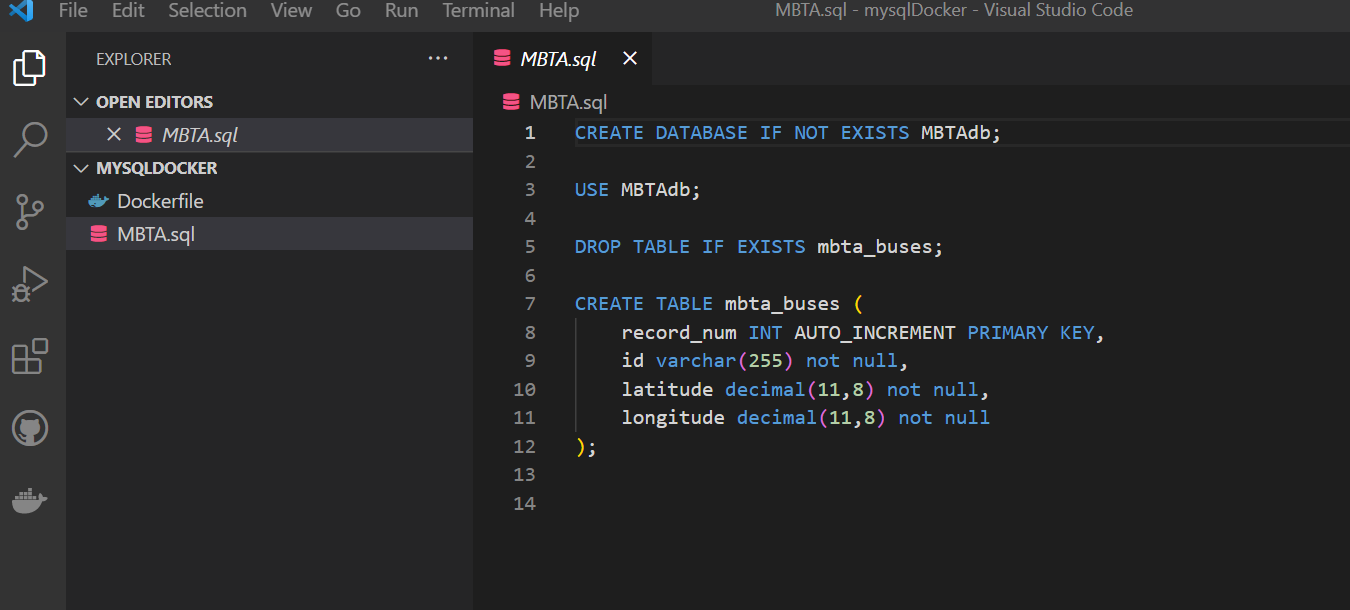 File Edit Selection View Go Run Terminal Help MBTA.sql - mysqlDocker - Visual Studio Code
EXPLORER ...
OPEN EDITORS
MBTA.sql
MYSQLDOCKER
Dockerfile
MBTA.sql
MBTA.sql
MBTA.sql
1 CREATE DATABASE IF NOT EXISTS MBTAdb;
2
3 USE MBTAdb;
4
5 DROP TABLE IF EXISTS mbta_buses;
6
7 CREATE TABLE mbta_buses (
8     record_num INT AUTO_INCREMENT PRIMARY KEY,
9     id varchar(255) not null,
10     latitude decimal(11,8) not null,
11     longitude decimal(11,8) not null
12 );
13
14